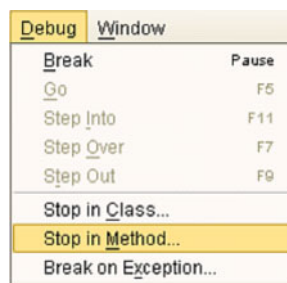 Debug Window
Break Pause
Go F5
Step Into F11
Step Over F7
Step Out F9
Stop in Class...
Stop in Method...
Break on Exception...